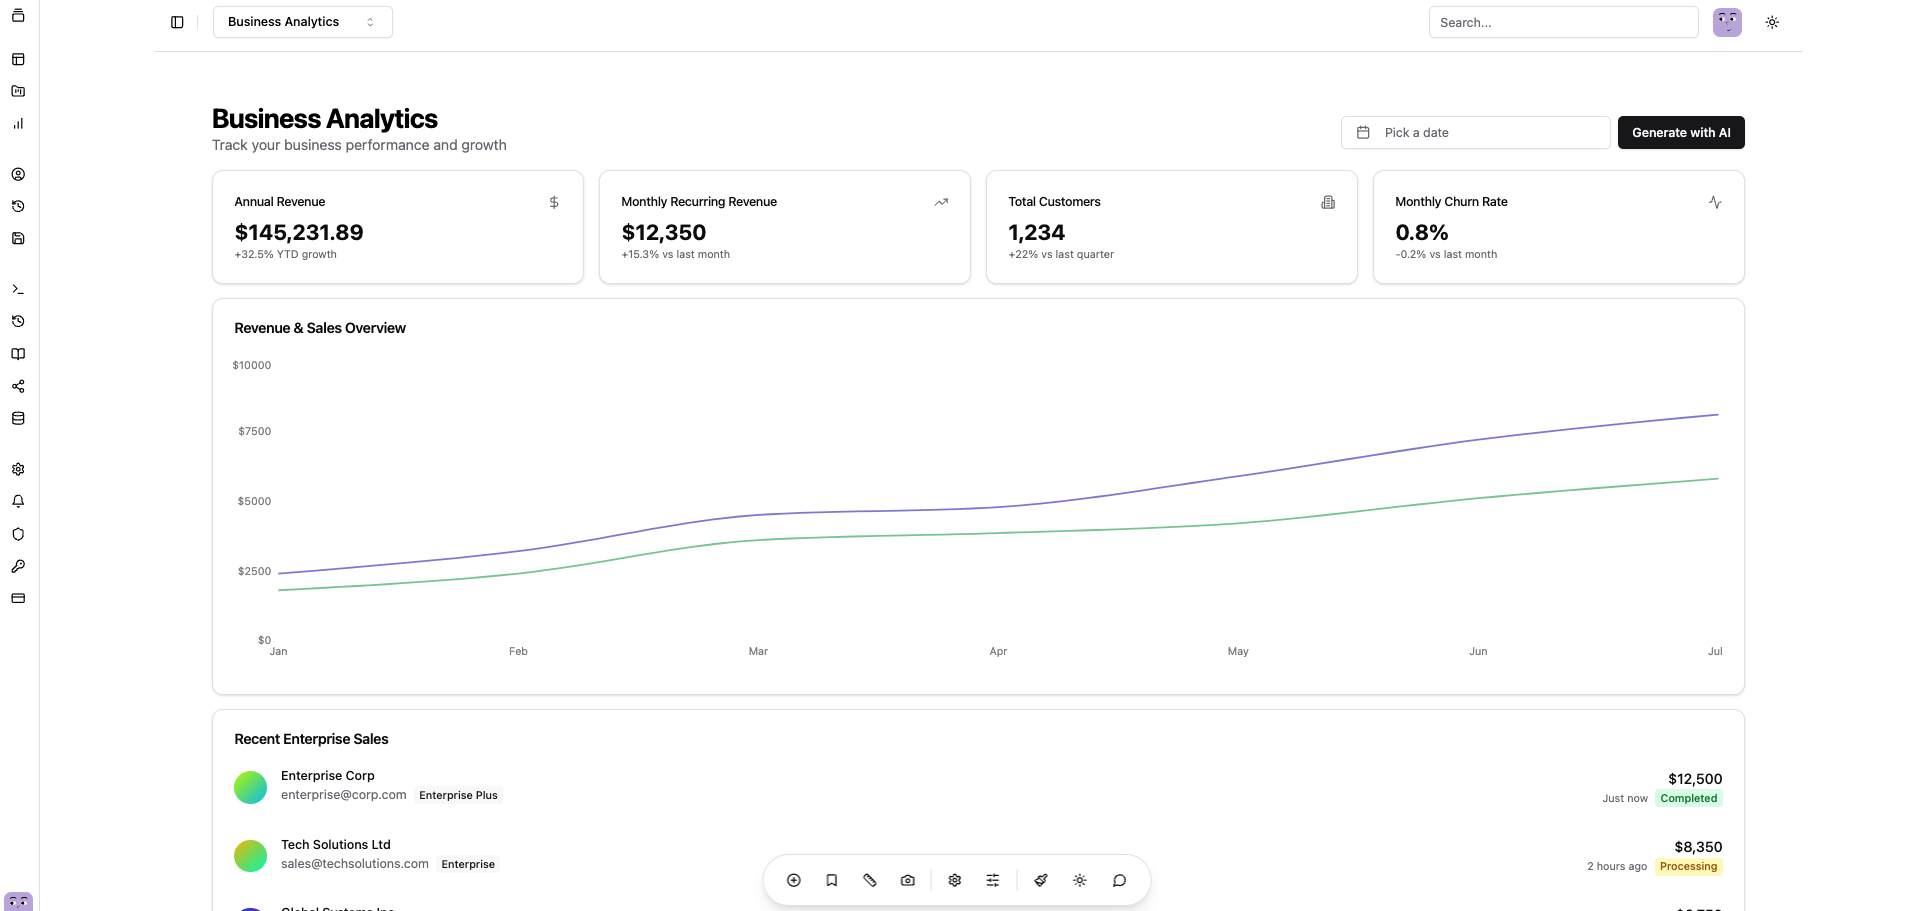 Business Analytics
Search...
Business Analytics
Track your business performance and growth
Pick a date
Generate with AI
Annual Revenue
$145,231.89
+32.5% YTD growth
Monthly Recurring Revenue
$12,350
+15.3% vs last month
Total Customers
1,234
+22% vs last quarter
Monthly Churn Rate
0.8%
-0.2% vs last month
Revenue & Sales Overview
$10000
$7500
$5000
$2500
$0
Jan Feb Mar Apr May Jun Jul
Recent Enterprise Sales
Enterprise Corp
enterprise@corp.com Enterprise Plus
$12,500
Just now Completed
Tech Solutions Ltd
sales@techsolutions.com Enterprise
$8,350
2 hours ago Processing